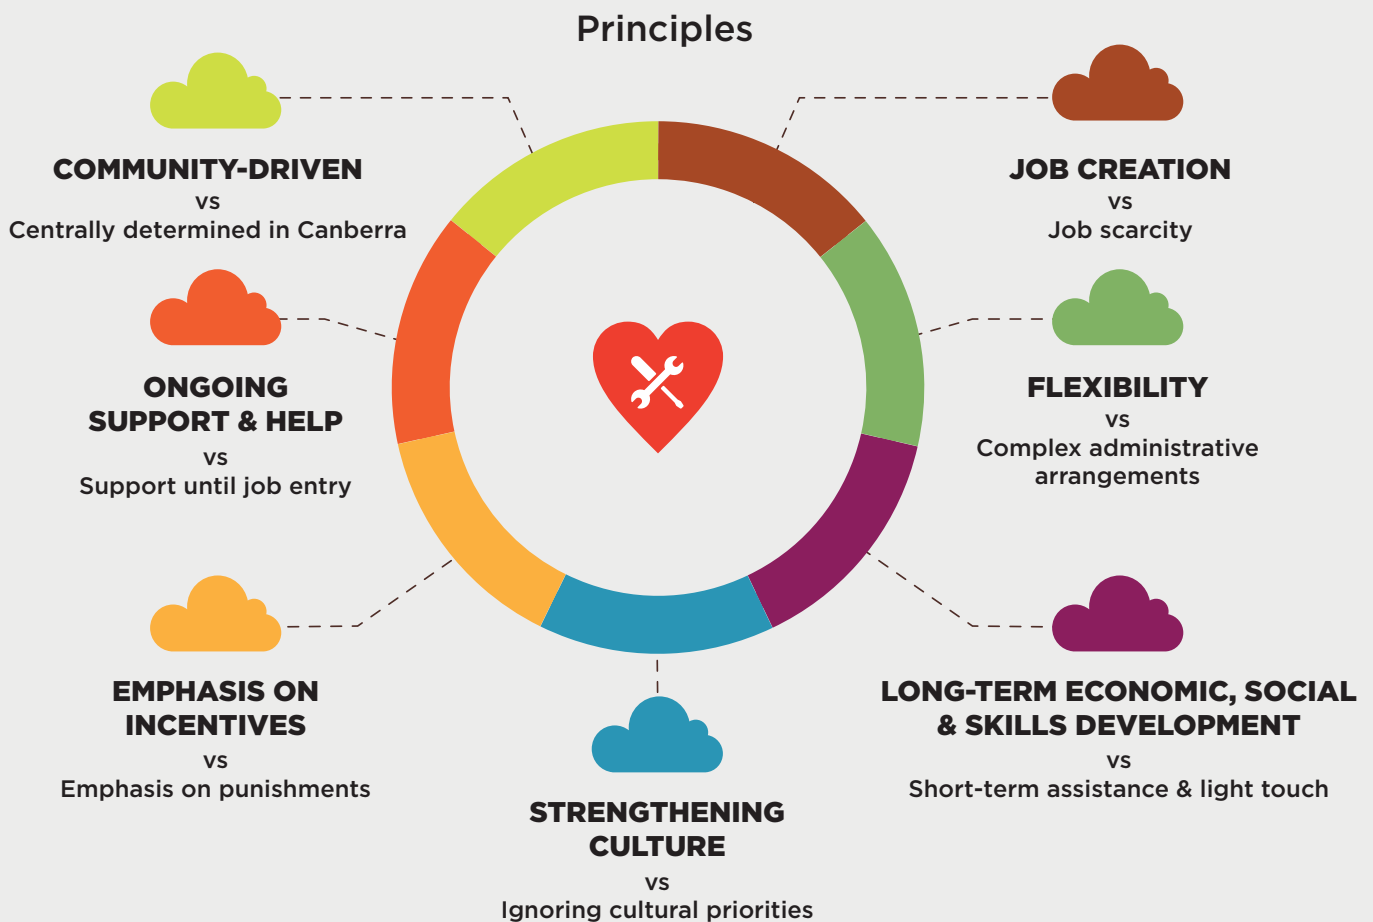 Principles
COMMUNITY-DRIVEN
vs
Centrally determined in Canberra
JOB CREATION
vs
Job scarcity
ONGOING
SUPPORT & HELP
vs
Support until job entry
FLEXIBILITY
vs
Complex administrative
arrangements
EMPHASIS ON
INCENTIVES
vs
Emphasis on punishments
LONG-TERM ECONOMIC, SOCIAL
& SKILLS DEVELOPMENT
vs
Short-term assistance & light touch
STRENGTHENING
CULTURE
vs
Ignoring cultural priorities